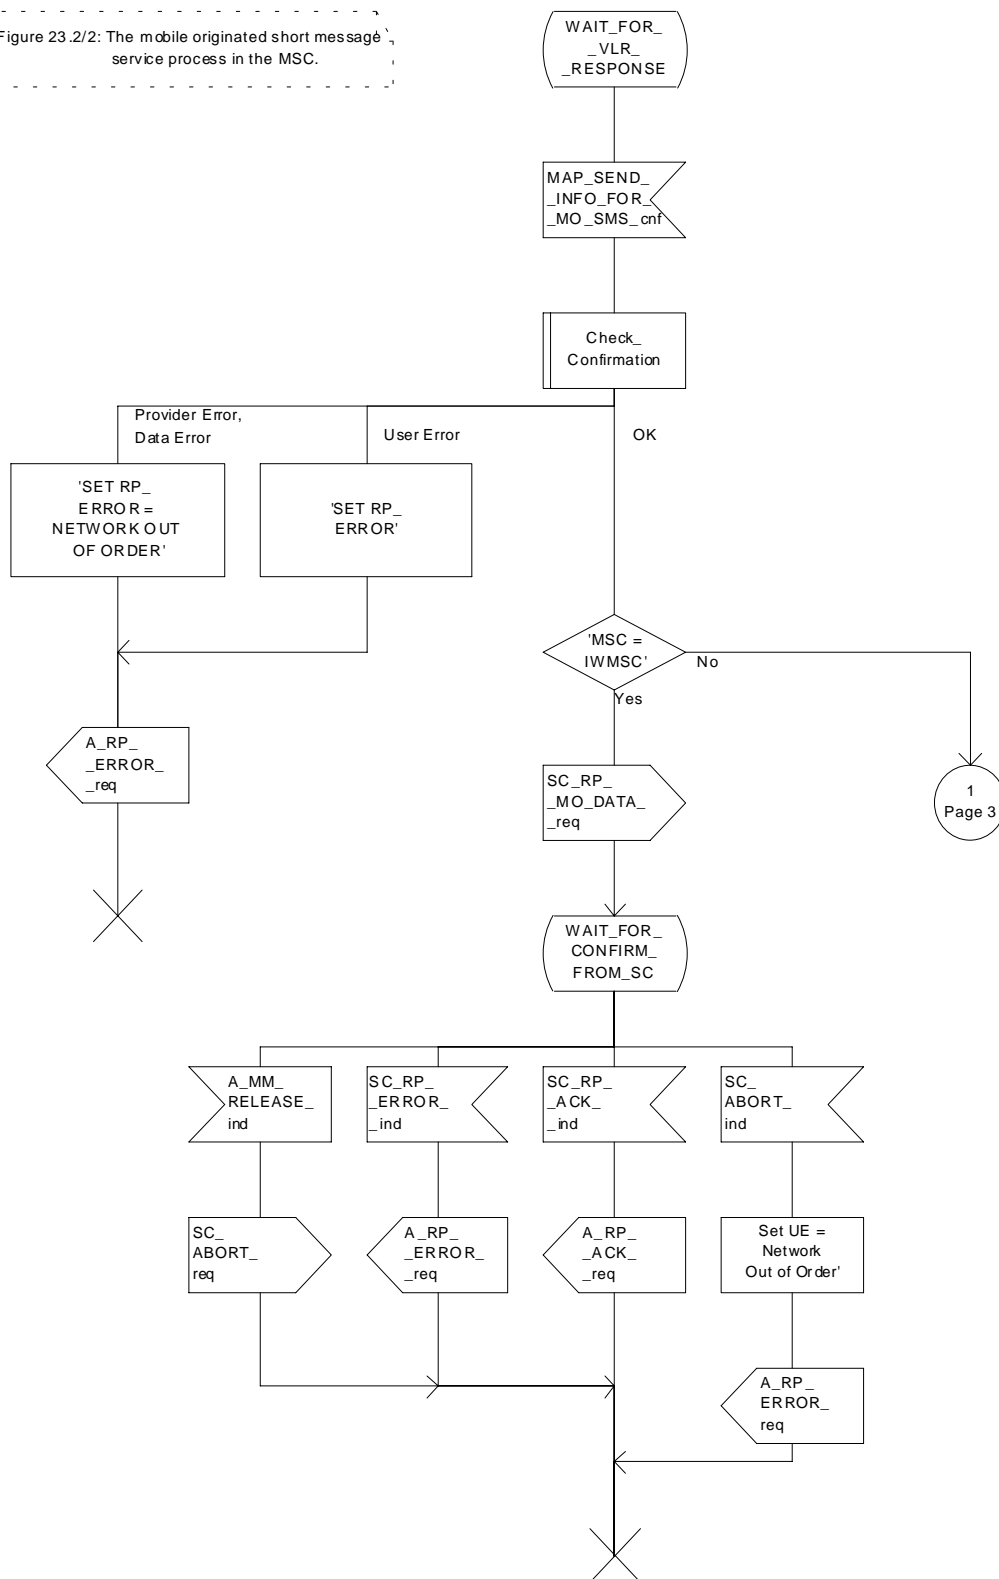 Figure 23.2/2: The mobile originated short message
service process in the MSC.
WAIT_FOR_
_VLR_
_RESPONSE
MAP_SEND_
_INFO_FOR_
_MO_SMS_cnf
Check_
Confirmation
Provider Error,
Data Error
User Error
OK
'SET RP_
ERROR =
NETWORK OUT
OF ORDER'
'SET RP_
ERROR'
'MSC =
IWMSC'
No
Yes
A_RP_
_ERROR_
_req
SC_RP_
_MO_DATA_
_req
1
Page 3
WAIT_FOR_
CONFIRM_
FROM_SC
A_MM_
RELEASE_
ind
SC_RP_
_ERROR_
_ind
SC_RP_
_ACK_
_ind
SC_
ABORT_
ind
SC_
ABORT_
req
A_RP_
_ERROR_
_req
A_RP_
_ACK_
_req
Set UE =
Network
Out of Order'
A_RP_
ERROR_
req